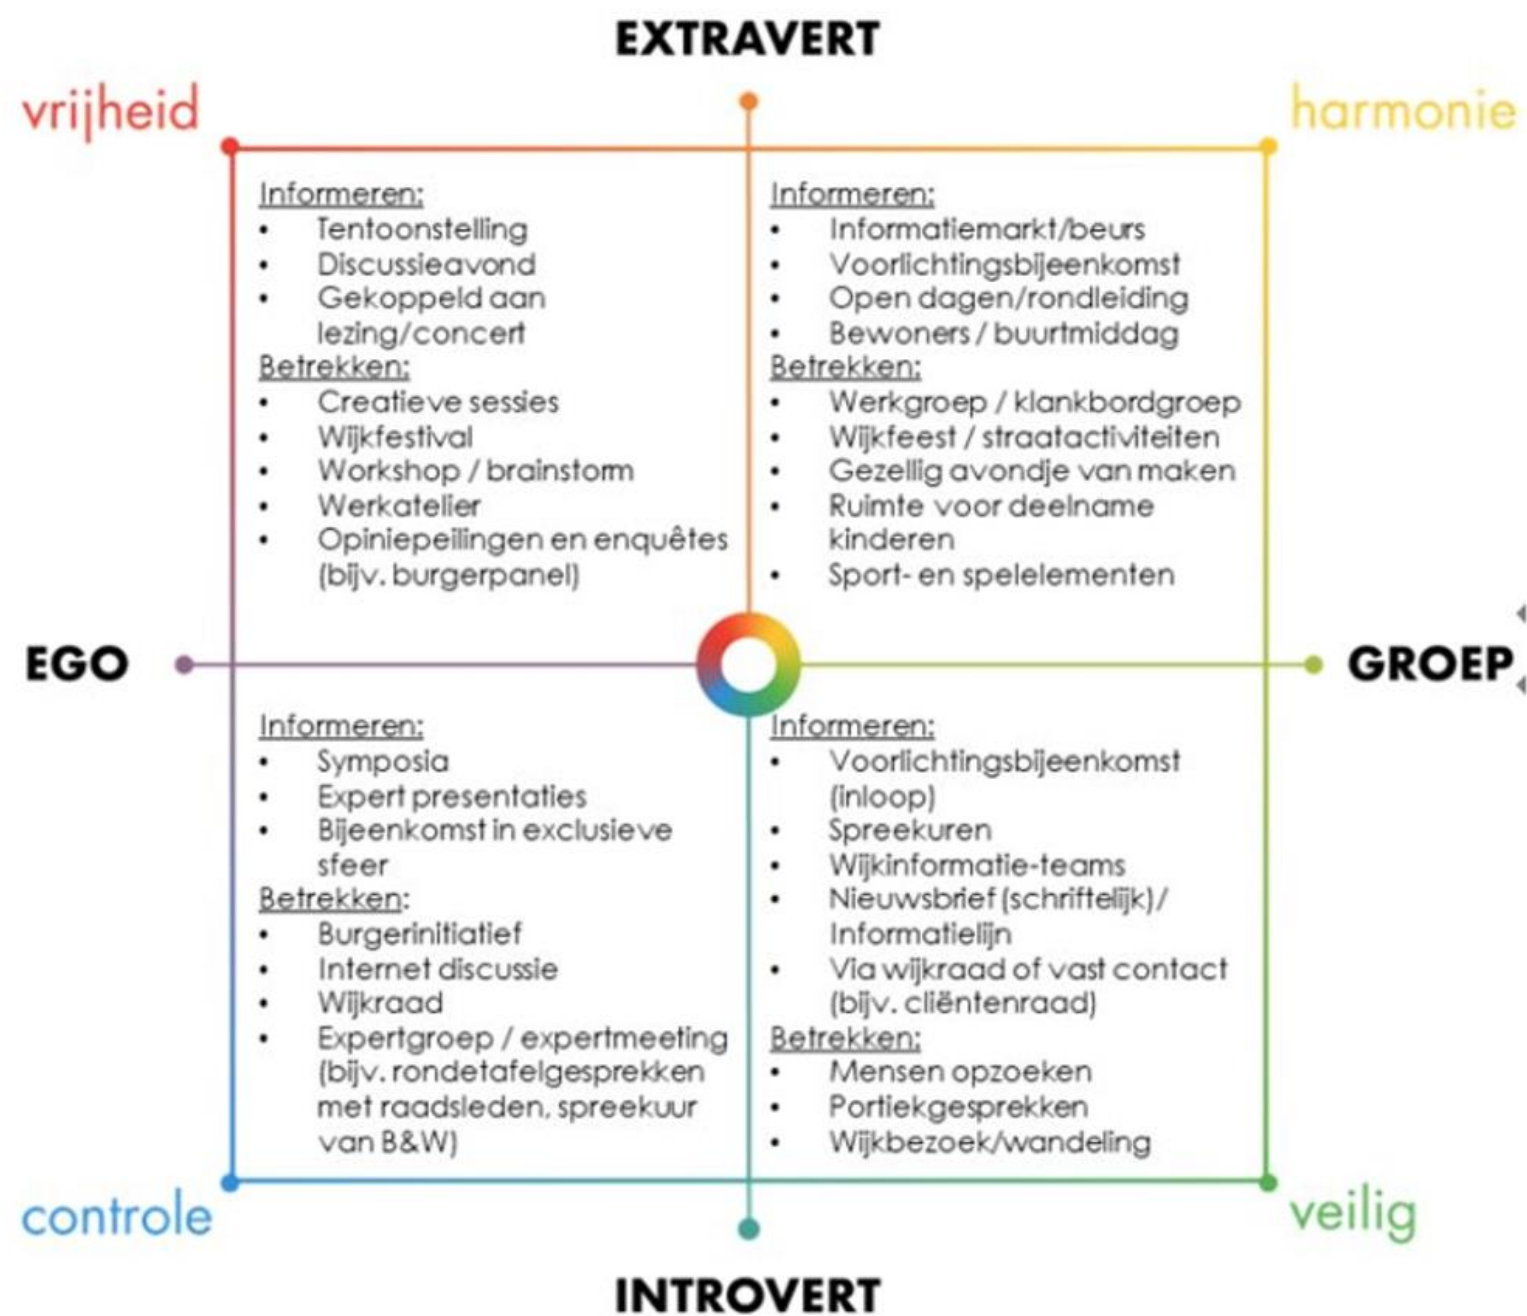 EXTRAVERT
vrijheid
harmonie
Informeren:
• Tentoonstelling
• Discussieavond
• Gekoppeld aan
lezing/concert
Betrekken:
• Creatieve sessies
• Wijkfestival
• Workshop / brainstorm
• Werkatelier
• Opiniepeilingen en enquêtes
(bijv. burgerpanel)
Informeren:
• Informatiemarkt/beurs
• Voorlichtingsbijeenkomst
• Open dagen/rondleiding
• Bewoners / buurtmiddag
Betrekken:
• Werkgroep / klankbordgroep
• Wijkfeest / straatactiviteiten
• Gezellig avondje van maken
• Ruimte voor deelname
kinderen
• Sport- en spelelementen
EGO
GROEP
Informeren:
• Symposia
• Expert presentaties
• Bijeenkomst in exclusieve
sfeer
Betrekken:
• Burgerinitiatief
• Internet discussie
• Wijkraad
• Expertgroep / expertmeeting
(bijv. rondetafelgesprekken
met raadsleden, spreekuur
van B&W)
Informeren:
• Voorlichtingsbijeenkomst
(inloop)
• Spreekuren
• Wijkinformatie-teams
• Nieuwsbrief (schriftelijk)/
Informatielijn
• Via wijkraad of vast contact
(bijv. cliëntenraad)
Betrekken:
• Mensen opzoeken
• Portiekgesprekken
• Wijkbezoek/wandeling
controle
veilig
INTROVERT